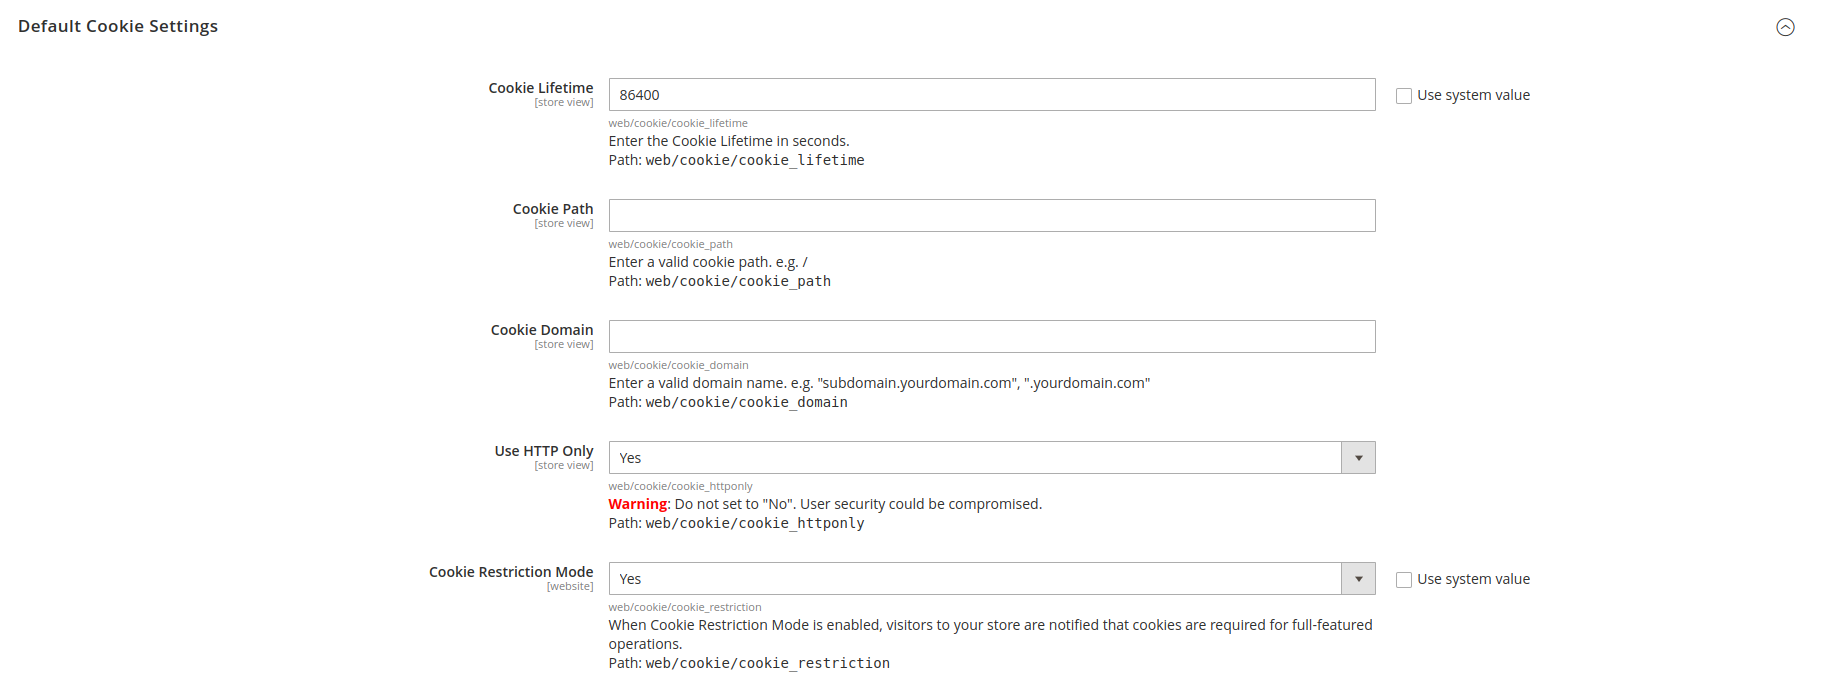 Default Cookie Settings
Cookie Lifetime
[store view]
86400
Use system value
web/cookie/cookie_lifetime
Enter the Cookie Lifetime in seconds.
Path: web/cookie/cookie_lifetime
Cookie Path
[store view]
web/cookie/cookie_path
Enter a valid cookie path. e.g. /
Path: web/cookie/cookie_path
Cookie Domain
[store view]
web/cookie/cookie_domain
Enter a valid domain name. e.g. "subdomain.yourdomain.com", ".yourdomain.com"
Path: web/cookie/cookie_domain
Use HTTP Only
[store view]
Yes
web/cookie/cookie_httponly
Warning: Do not set to "No". User security could be compromised.
Path: web/cookie/cookie_httponly
Cookie Restriction Mode
[website]
Yes
Use system value
web/cookie/cookie_restriction
When Cookie Restriction Mode is enabled, visitors to your store are notified that cookies are required for full-featured
operations.
Path: web/cookie/cookie_restriction